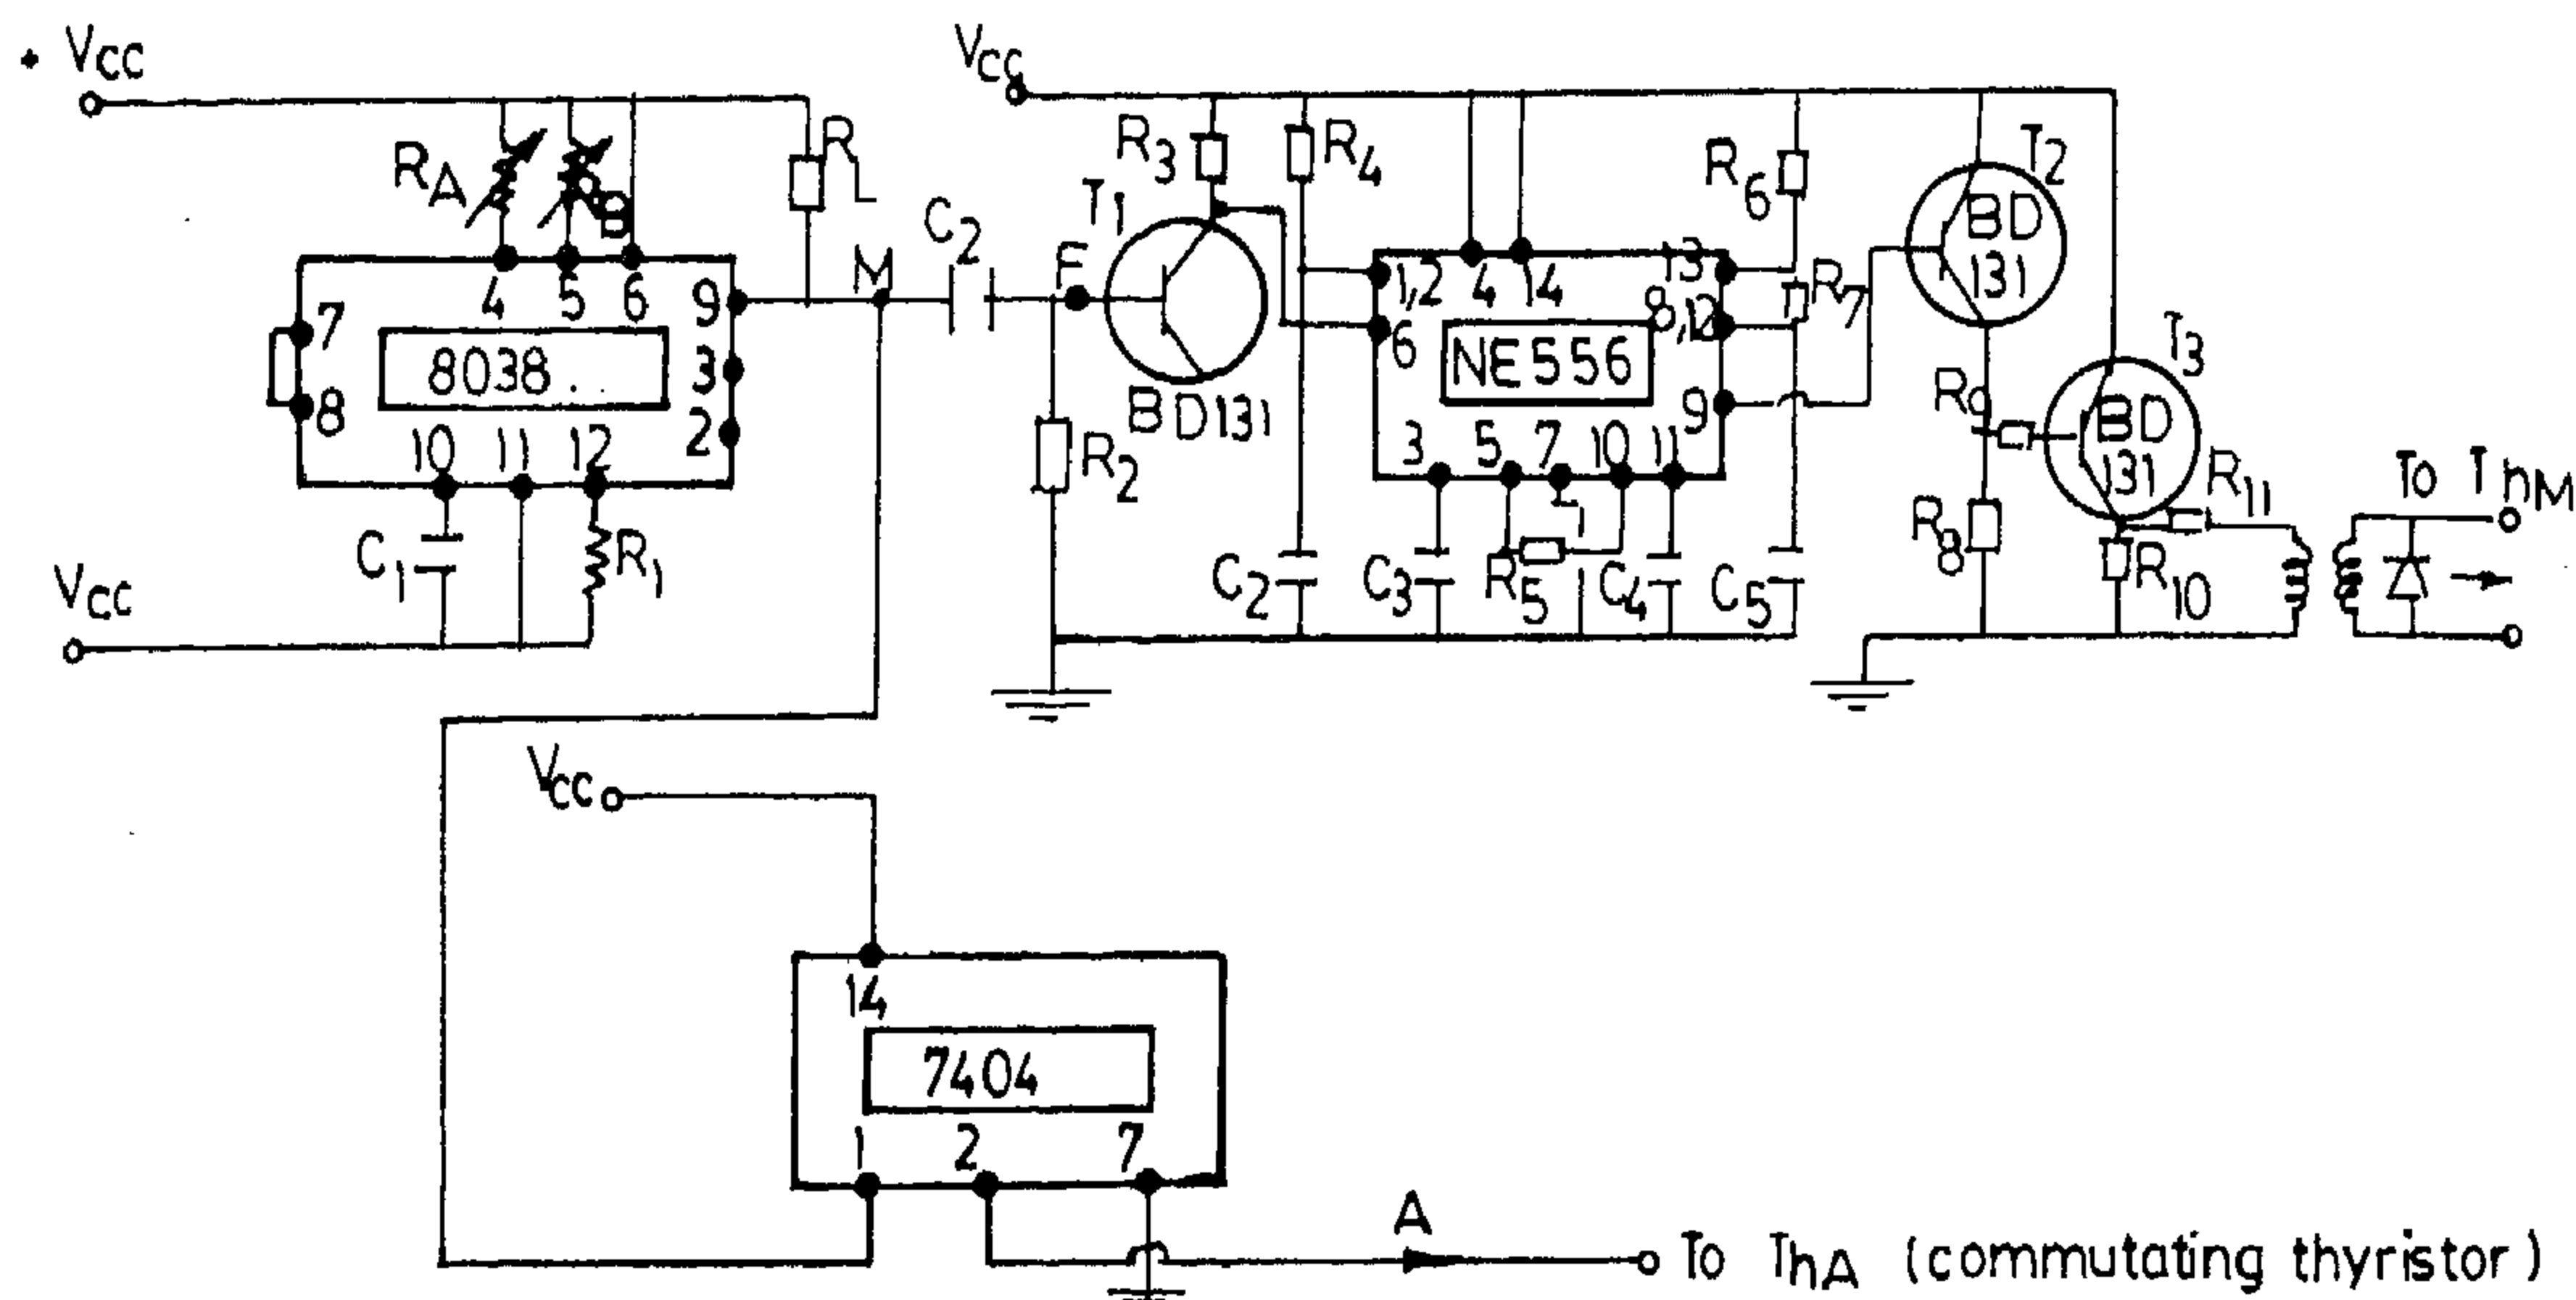 + VCC
RA
RB
RL
4 5 6
7
8
8038
9
3
2
10 11 12
C1
R1
VCC
M
C2
F
T1
BD131
R2
VCC
R3
R4
1,2 4 14 13
6
8,12
NE556
9
3 5 7 10 11
C2
C3
R5
C4
C5
R6
R7
T2
BD
131
T3
BD
131
R9
R8
R10
R11
To ThM
VCC
14
7404
1 2 7
A
To ThA (commutating thyristor)